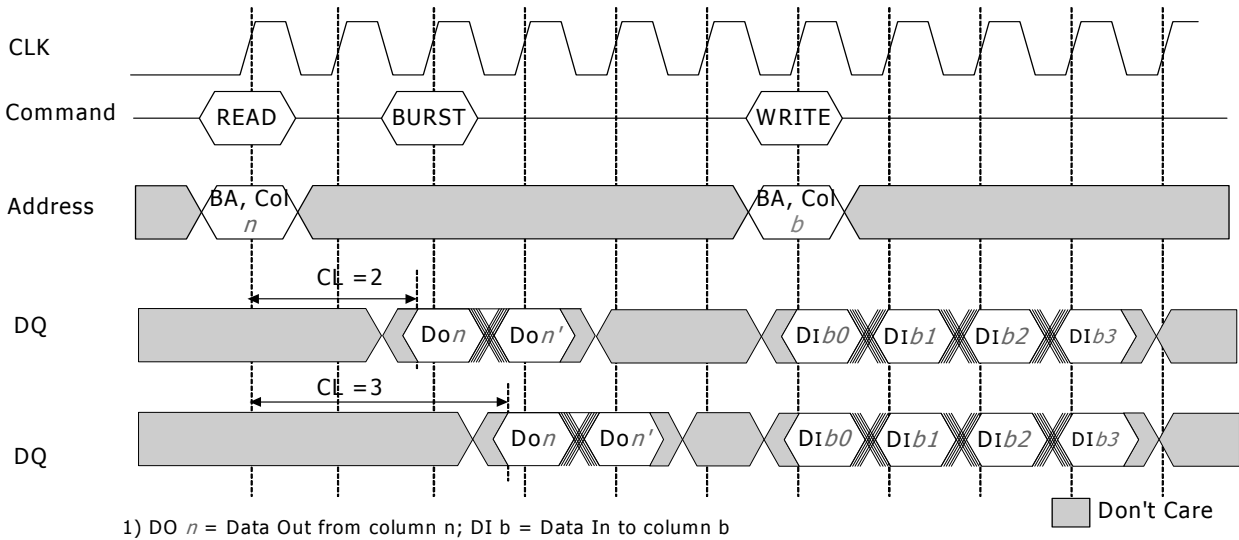 CLK
Command READ BURST WRITE
Address BA, Col n BA, Col b
CL =2
DQ Don Don' DIb0 DIb1 DIb2 DIb3
CL =3
DQ Don Don' DIb0 DIb1 DIb2 DIb3
Don't Care
1) DO n = Data Out from column n; DI b = Data In to column b